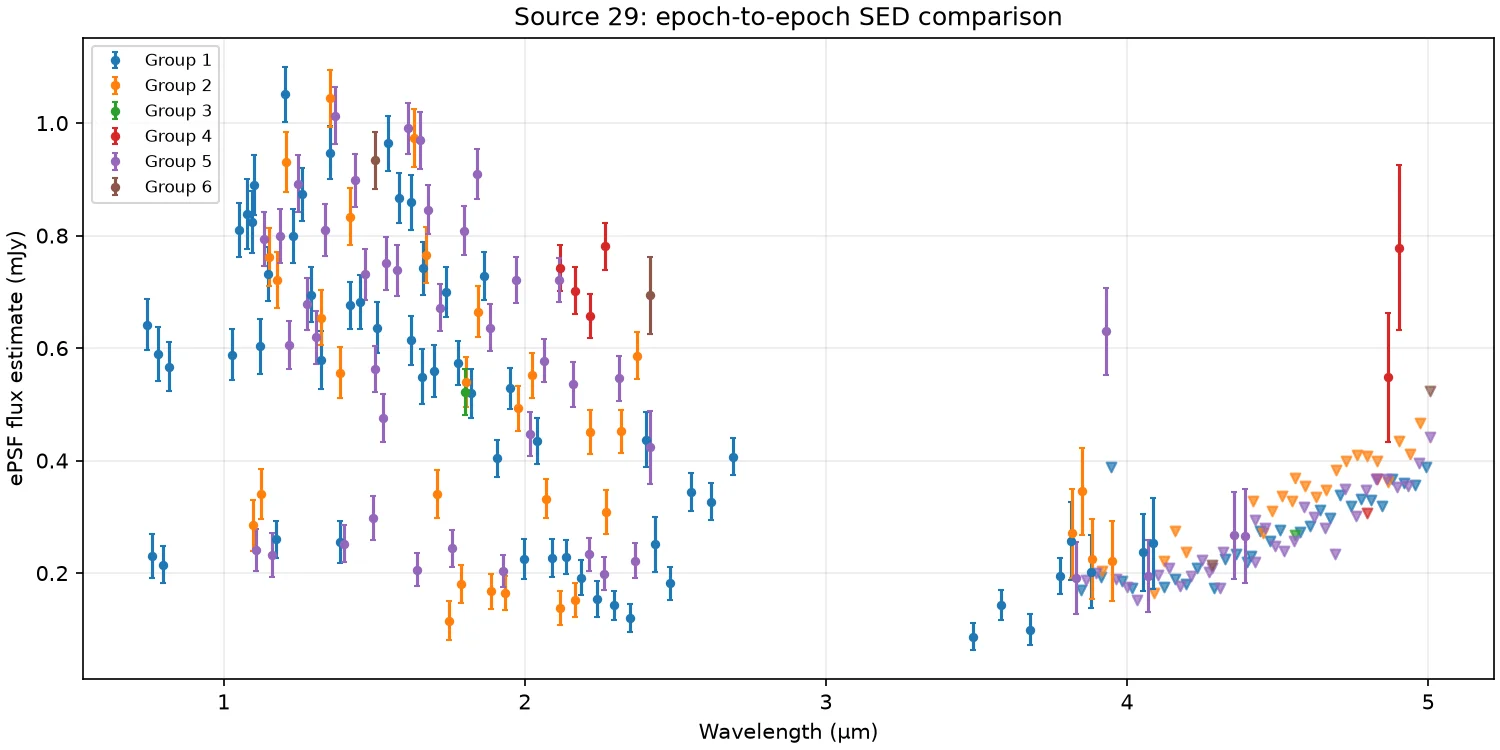 Source 29: epoch-to-epoch SED comparison
ePSF flux estimate (mJy)
1.0
0.8
0.6
0.4
0.2
Group 1
Group 2
Group 3
Group 4
Group 5
Group 6
1 2 3 4 5
Wavelength (μm)